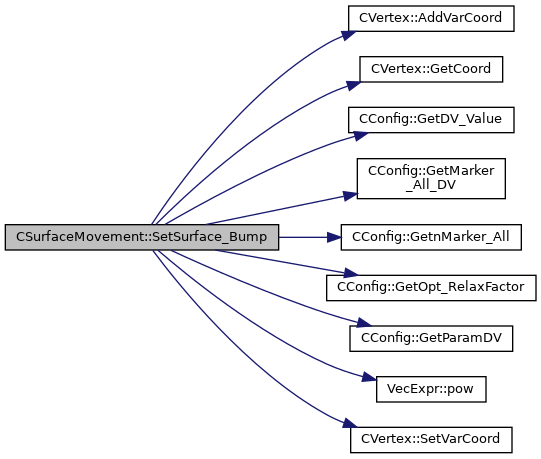 CVertex::AddVarCoord
CVertex::GetCoord
CConfig::GetDV_Value
CConfig::GetMarker
_All_DV
CSurfaceMovement::SetSurface_Bump
CConfig::GetnMarker_All
CConfig::GetOpt_RelaxFactor
CConfig::GetParamDV
VecExpr::pow
CVertex::SetVarCoord